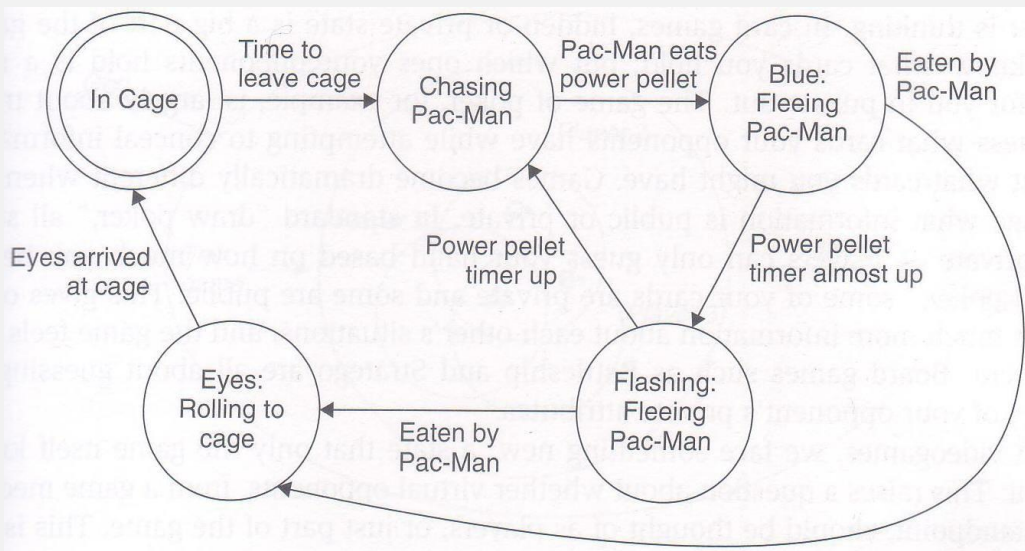 In Cage
Time to
leave cage
Chasing
Pac-Man
Pac-Man eats
power pellet
Blue:
Fleeing
Pac-Man
Eaten by
Pac-Man
Eyes arrived
at cage
Power pellet
timer up
Power pellet
timer almost up
Eyes:
Rolling to
cage
Eaten by
Pac-Man
Flashing:
Fleeing
Pac-Man